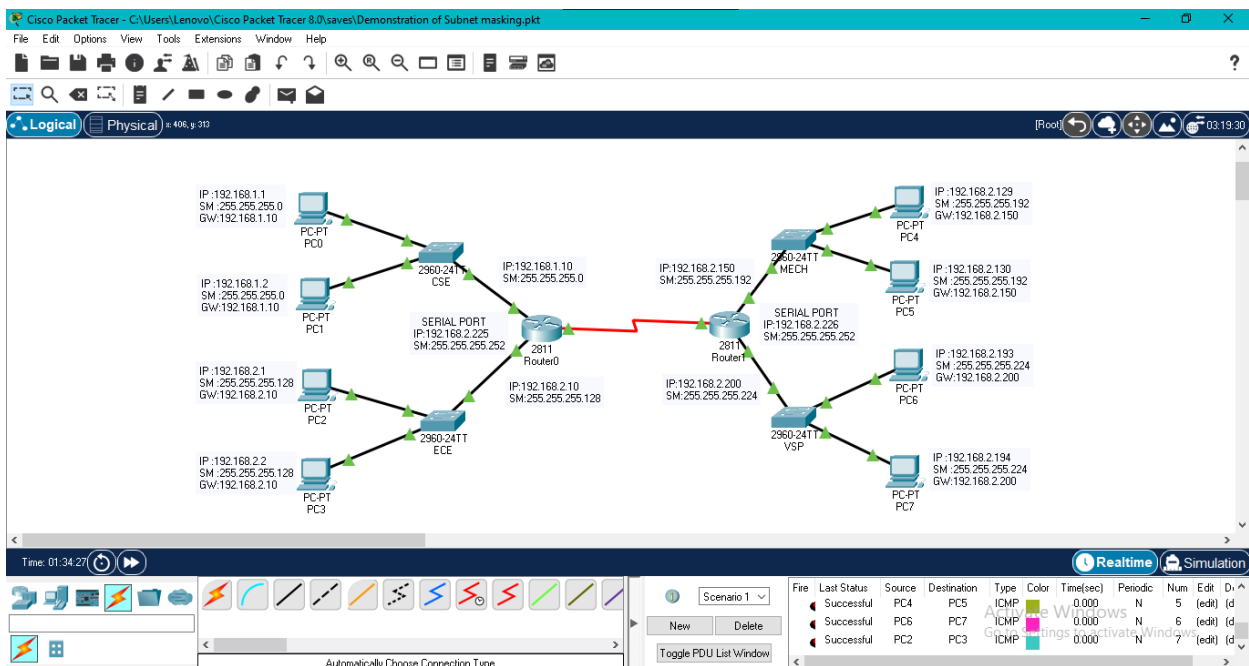 Cisco Packet Tracer - C:\Users\Lenovo\Cisco Packet Tracer 8.0\saves\Demonstration of Subnet masking.pkt
File Edit Options View Tools Extensions Window Help
?
Logical Physical x: 406, y: 313 [Root] 03:19:30
IP :192.168.1.1
SM :255.255.255.0
GW:192.168.1.10
PC-PT
PC0
IP :192.168.1.2
SM :255.255.255.0
GW:192.168.1.10
PC-PT
PC1
2960-24TT
CSE
IP:192.168.1.10
SM:255.255.255.0
SERIAL PORT
IP:192.168.2.225
SM:255.255.255.252
2811
Router0
IP :192.168.2.1
SM :255.255.255.128
GW:192.168.2.10
PC-PT
PC2
IP:192.168.2.10
SM:255.255.255.128
2960-24TT
ECE
IP :192.168.2.2
SM :255.255.255.128
GW:192.168.2.10
PC-PT
PC3
IP :192.168.2.129
SM :255.255.255.192
GW:192.168.2.150
PC-PT
PC4
2960-24TT
MECH
IP:192.168.2.150
SM:255.255.255.192
IP :192.168.2.130
SM :255.255.255.192
GW:192.168.2.150
PC-PT
PC5
SERIAL PORT
IP:192.168.2.226
SM:255.255.255.252
2811
Router1
IP :192.168.2.193
SM :255.255.255.224
GW:192.168.2.200
PC-PT
PC6
IP:192.168.2.200
SM:255.255.255.224
2960-24TT
VSP
IP :192.168.2.194
SM :255.255.255.224
GW:192.168.2.200
PC-PT
PC7
Time: 01:34:27 Realtime Simulation
Scenario 1
New Delete
Toggle PDU List Window
Fire Last Status Source Destination Type Color Time(sec) Periodic Num Edit
Successful PC4 PC5 ICMP 0.000 N 5 (edit) (d
Successful PC6 PC7 ICMP 0.000 N 6 (edit) (d
Successful PC2 PC3 ICMP 0.000 N 7 (edit) (d
Activate Windows
Go to Settings to activate Windows.
Automatically Choose Connection Type